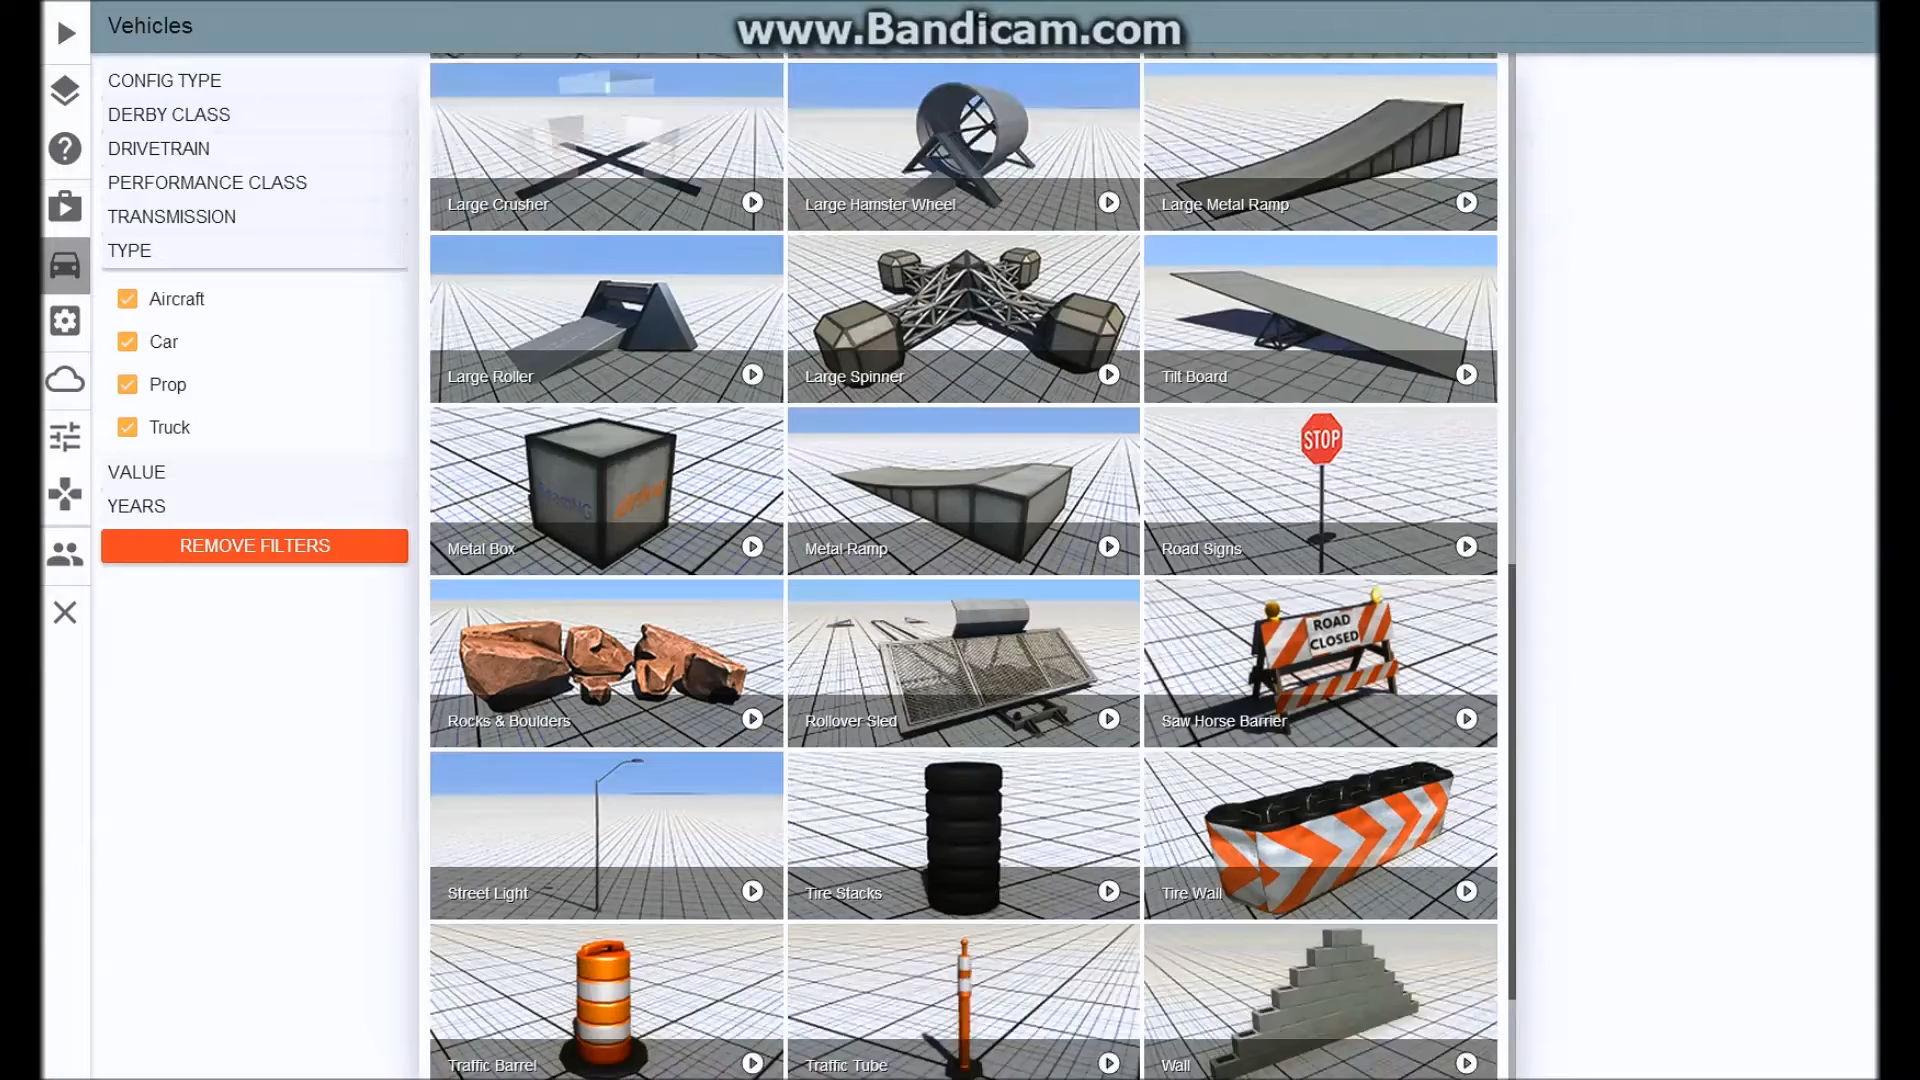 www.Bandicam.com
Vehicles
CONFIG TYPE
DERBY CLASS
DRIVETRAIN
PERFORMANCE CLASS
TRANSMISSION
TYPE
Aircraft
Car
Prop
Truck
VALUE
YEARS
REMOVE FILTERS
Large Crusher
Large Hamster Wheel
Large Metal Ramp
Large Roller
Large Spinner
Tilt Board
BeamNG
drive
Metal Box
Metal Ramp
STOP
Road Signs
Rocks & Boulders
Rollover Sled
ROAD
CLOSED
Saw Horse Barrier
Street Light
Tire Stacks
Tire Wall
Traffic Barrel
Traffic Tube
Wall